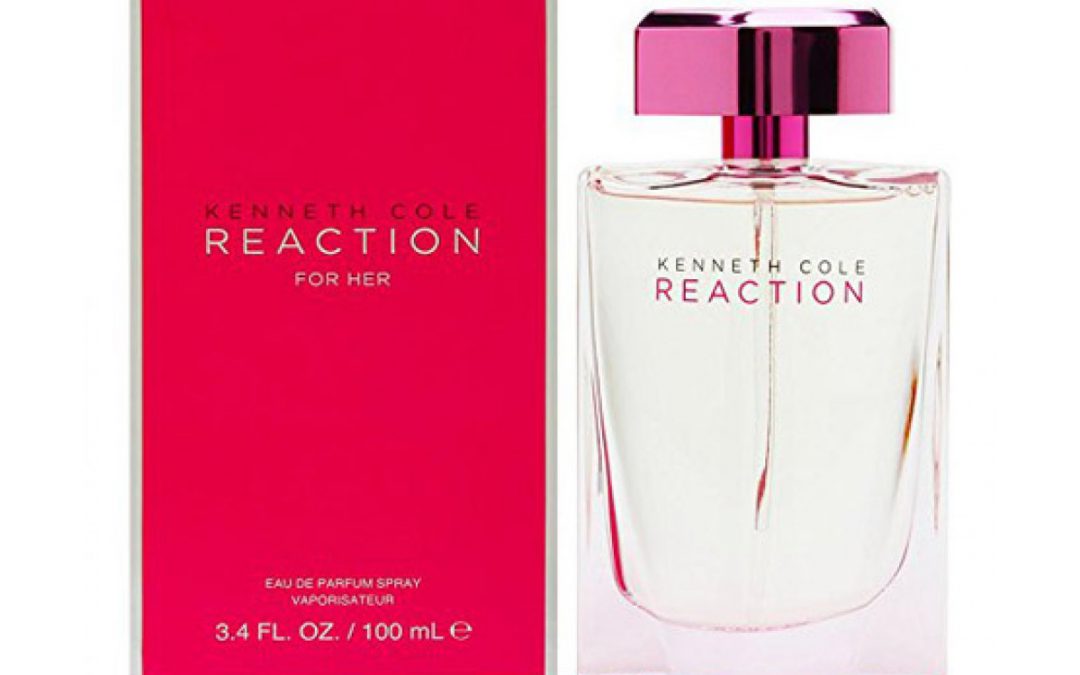 KENNETH COLE
REACTION
FOR HER
EAU DE PARFUM SPRAY
VAPORISATEUR
3.4 FL. OZ. / 100 mL ℮
KENNETH COLE
REACTION